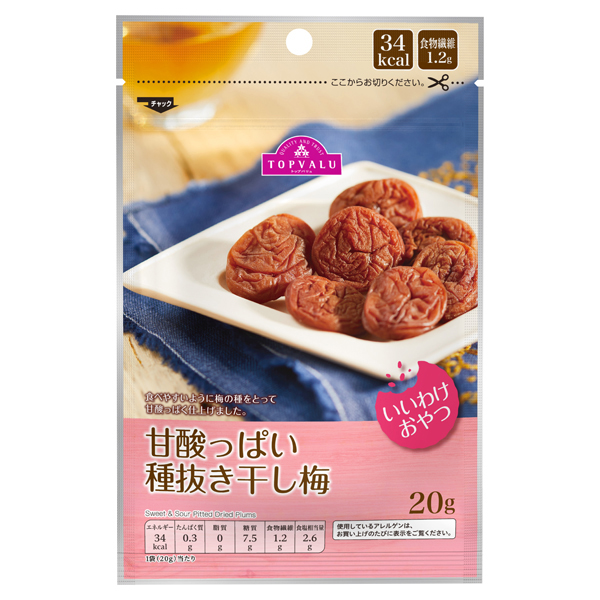 34
kcal
食物繊維
1.2g
ここからお切りください。
チャック
QUALITY AND TRUST
TOPVALU
トップバリュ
食べやすいように梅の種をとって
甘酸っぱく仕上げました。
いいわけ
おやつ
甘酸っぱい
種抜き干し梅
20g
Sweet & Sour Pitted Dried Plums
エネルギー たんぱく質 脂質 糖質 食物繊維 食塩相当量
34 kcal 0.3 g 0 g 7.5 g 1.2 g 2.6 g
1袋(20g)当たり
使用しているアレルゲンは、
お買い上げのたびに表示をご覧ください。